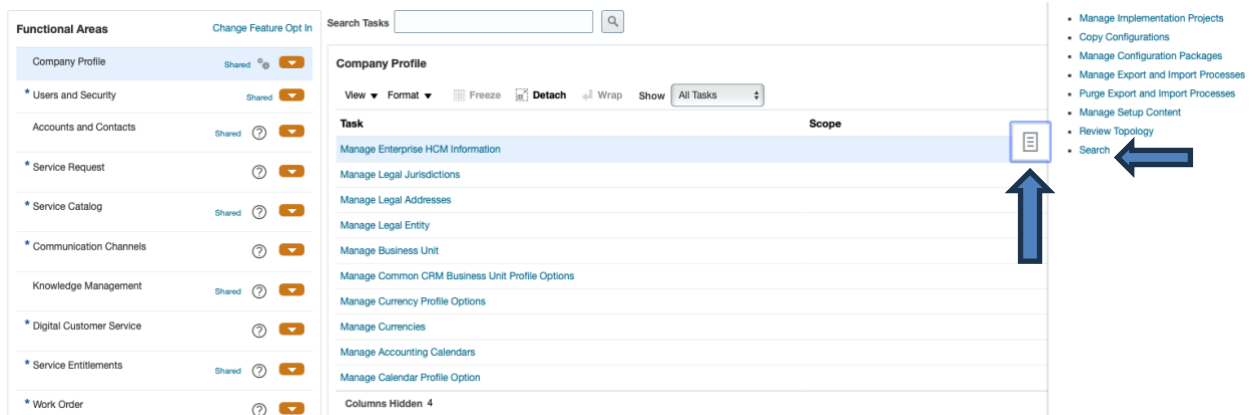 Functional Areas
Change Feature Opt In
Company Profile
Shared
* Users and Security
Shared
Accounts and Contacts
Shared
* Service Request
* Service Catalog
Shared
* Communication Channels
Knowledge Management
Shared
* Digital Customer Service
* Service Entitlements
Shared
* Work Order
Search Tasks
Company Profile
View Format Freeze Detach Wrap Show All Tasks
Task Scope
Manage Enterprise HCM Information
Manage Legal Jurisdictions
Manage Legal Addresses
Manage Legal Entity
Manage Business Unit
Manage Common CRM Business Unit Profile Options
Manage Currency Profile Options
Manage Currencies
Manage Accounting Calendars
Manage Calendar Profile Option
Columns Hidden 4
• Manage Implementation Projects
• Copy Configurations
• Manage Configuration Packages
• Manage Export and Import Processes
• Purge Export and Import Processes
• Manage Setup Content
• Review Topology
• Search